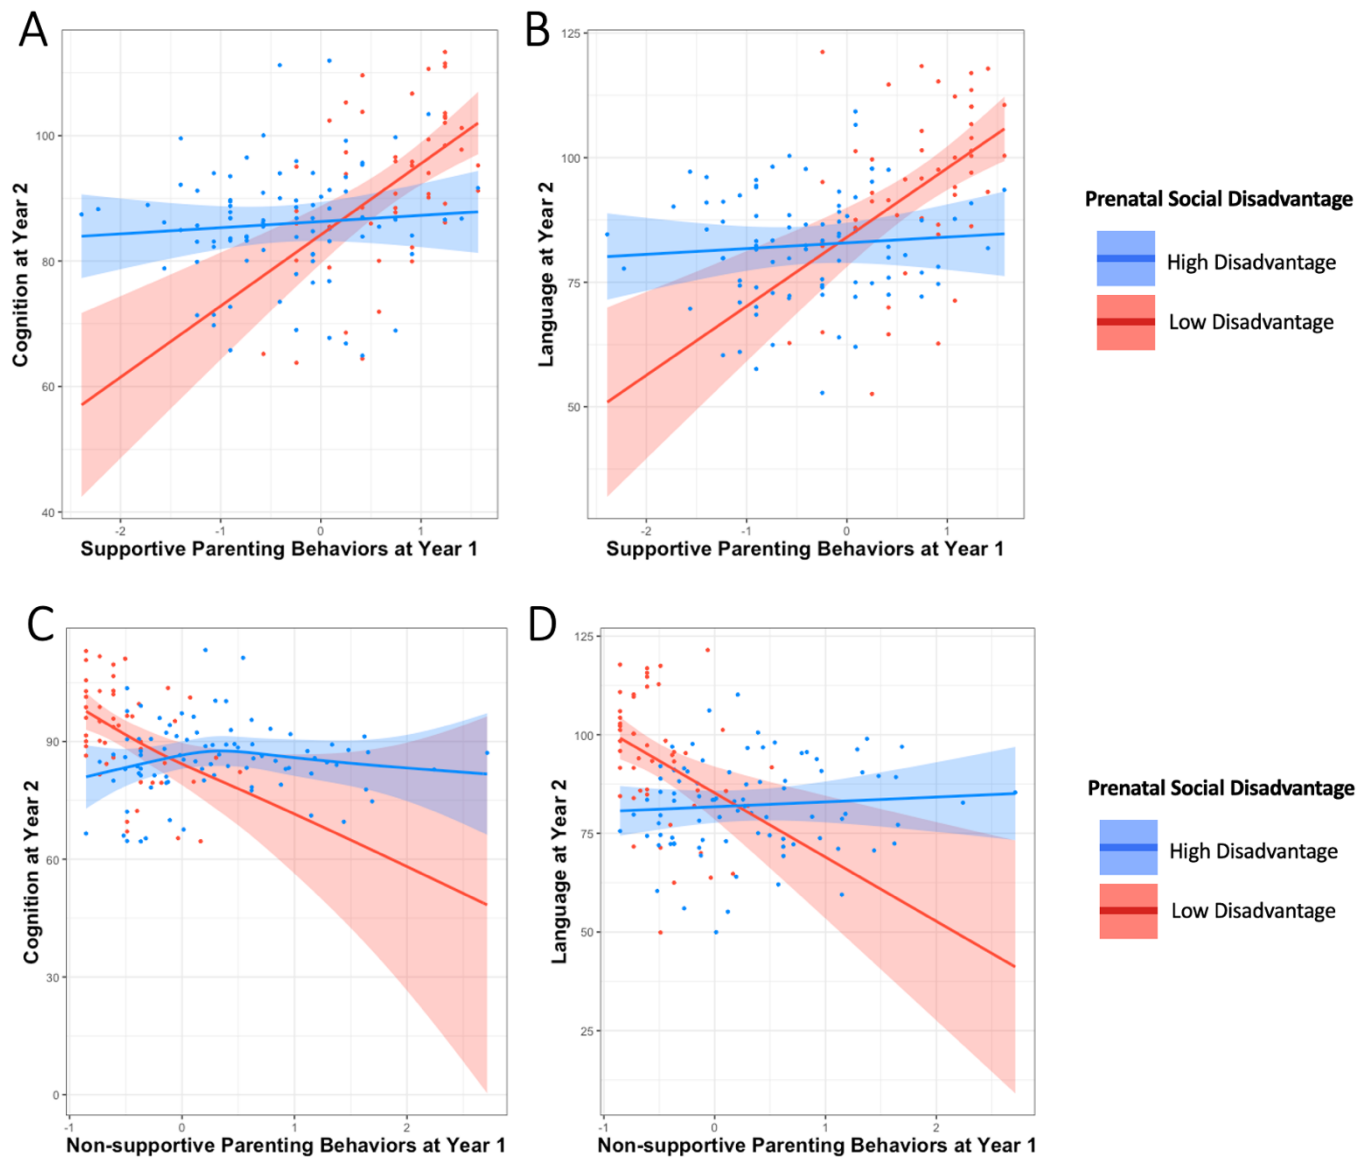 A
B
Cognition at Year 2
100
80
60
40
-2
-1
0
1
Supportive Parenting Behaviors at Year 1
Language at Year 2
125
100
75
50
-2
-1
0
1
Supportive Parenting Behaviors at Year 1
Prenatal Social Disadvantage
High Disadvantage
Low Disadvantage
C
D
Cognition at Year 2
90
60
30
0
-1
0
1
2
Non-supportive Parenting Behaviors at Year 1
Language at Year 2
125
100
75
50
25
-1
0
1
2
Non-supportive Parenting Behaviors at Year 1
Prenatal Social Disadvantage
High Disadvantage
Low Disadvantage